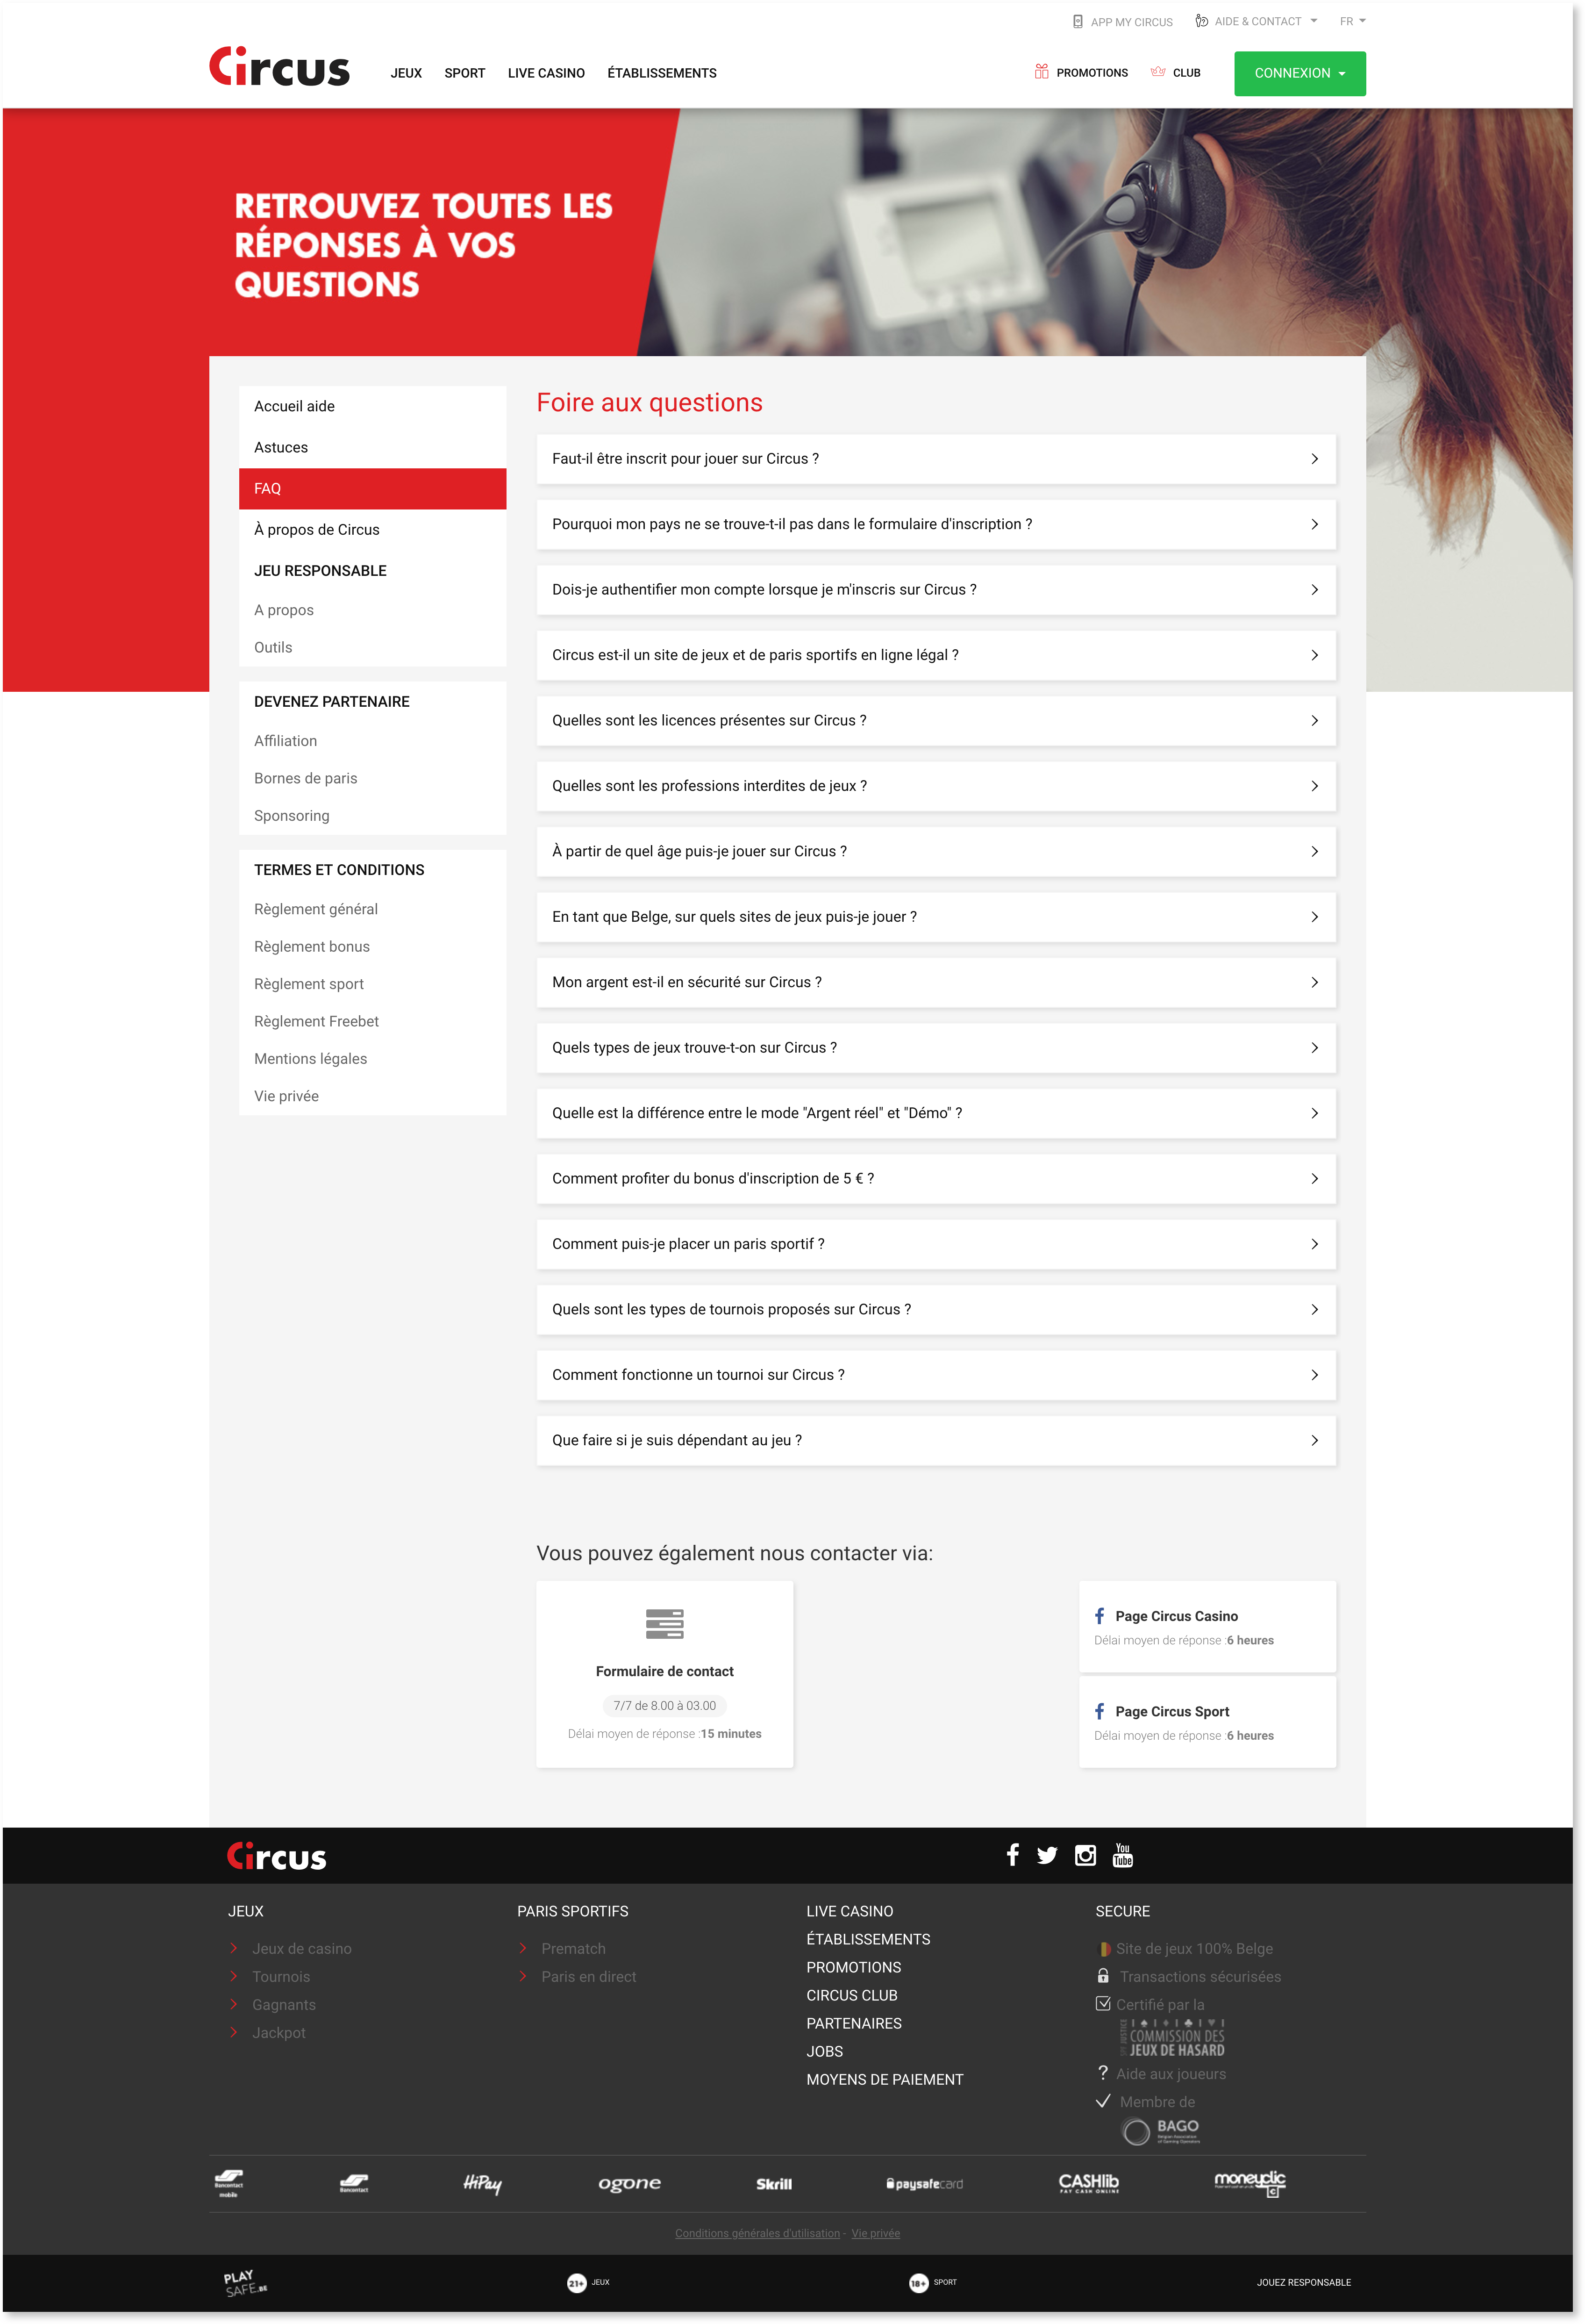 APP MY CIRCUS
AIDE & CONTACT
FR
Circus
JEUX
SPORT
LIVE CASINO
ÉTABLISSEMENTS
PROMOTIONS
CLUB
CONNEXION
RETROUVEZ TOUTES LES
RÉPONSES À VOS
QUESTIONS
Accueil aide
Astuces
FAQ
À propos de Circus
JEU RESPONSABLE
A propos
Outils
DEVENEZ PARTENAIRE
Affiliation
Bornes de paris
Sponsoring
TERMES ET CONDITIONS
Règlement général
Règlement bonus
Règlement sport
Règlement Freebet
Mentions légales
Vie privée
Foire aux questions
Faut-il être inscrit pour jouer sur Circus ?
Pourquoi mon pays ne se trouve-t-il pas dans le formulaire d'inscription ?
Dois-je authentifier mon compte lorsque je m'inscris sur Circus ?
Circus est-il un site de jeux et de paris sportifs en ligne légal ?
Quelles sont les licences présentes sur Circus ?
Quelles sont les professions interdites de jeux ?
À partir de quel âge puis-je jouer sur Circus ?
En tant que Belge, sur quels sites de jeux puis-je jouer ?
Mon argent est-il en sécurité sur Circus ?
Quels types de jeux trouve-t-on sur Circus ?
Quelle est la différence entre le mode "Argent réel" et "Démo" ?
Comment profiter du bonus d'inscription de 5 € ?
Comment puis-je placer un paris sportif ?
Quels sont les types de tournois proposés sur Circus ?
Comment fonctionne un tournoi sur Circus ?
Que faire si je suis dépendant au jeu ?
Vous pouvez également nous contacter via:
Formulaire de contact
7/7 de 8.00 à 03.00
Délai moyen de réponse :15 minutes
Page Circus Casino
Délai moyen de réponse :6 heures
Page Circus Sport
Délai moyen de réponse :6 heures
Circus
You
Tube
JEUX
Jeux de casino
Tournois
Gagnants
Jackpot
PARIS SPORTIFS
Prematch
Paris en direct
LIVE CASINO
ÉTABLISSEMENTS
PROMOTIONS
CIRCUS CLUB
PARTENAIRES
JOBS
MOYENS DE PAIEMENT
SECURE
Site de jeux 100% Belge
Transactions sécurisées
Certifié par la
COMMISSION DES
JEUX DE HASARD
Aide aux joueurs
Membre de
BAGO
Belgian Association
of Gaming Operators
Bancontact
mobile
Bancontact
HiPay
ogone
Skrill
paysafecard
CASHlib
PAY CASH ONLINE
moneyclic
Conditions générales d'utilisation - Vie privée
PLAY
SAFE.BE
21+ JEUX
18+ SPORT
JOUEZ RESPONSABLE